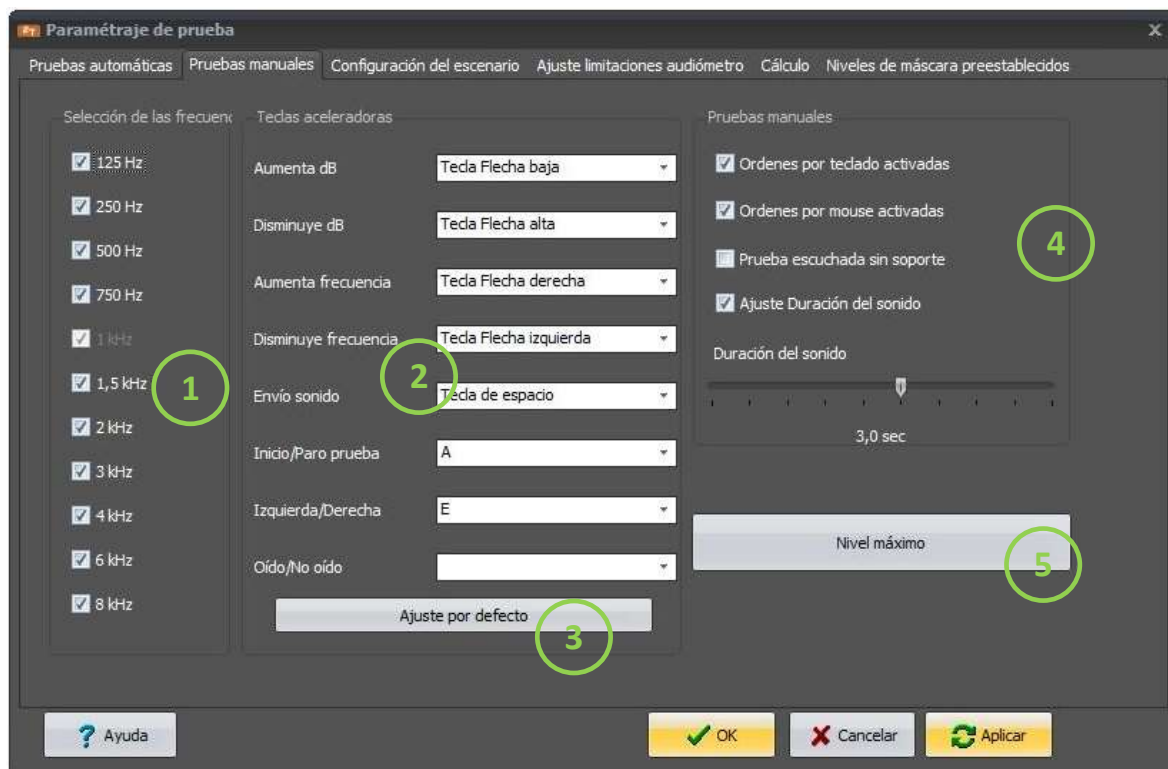 Paramétraje de prueba
Pruebas automáticas Pruebas manuales Configuración del escenario Ajuste limitaciones audiómetro Cálculo Niveles de máscara preestablecidos
Selección de las frecuen
125 Hz
250 Hz
500 Hz
750 Hz
1 kHz
1,5 kHz
2 kHz
3 kHz
4 kHz
6 kHz
8 kHz
1
Teclas aceleradoras
Aumenta dB Tecla Flecha baja
Disminuye dB Tecla Flecha alta
Aumenta frecuencia Tecla Flecha derecha
Disminuye frecuencia Tecla Flecha izquierda
2
Envío sonido Tecla de espacio
Inicio/Paro prueba A
Izquierda/Derecha E
Oído/No oído
Ajuste por defecto
3
Pruebas manuales
Ordenes por teclado activadas
Ordenes por mouse activadas
4
Prueba escuchada sin soporte
Ajuste Duración del sonido
Duración del sonido
3,0 sec
Nivel máximo
5
? Ayuda
OK
Cancelar
Aplicar